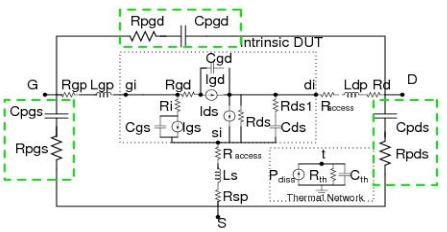 Rpgd Cpgd
Intrinsic DUT
Cgd
G Rgp Lgp gi Rgd Igd di Ldp Rd D
Cpgs Ri Ids Rds1 Raccess Cpds
Cgs Igs Rds Cds
Rpgs si Rpds
Raccess t
Ls Pdiss Rth Cth
Rsp Thermal Network
S